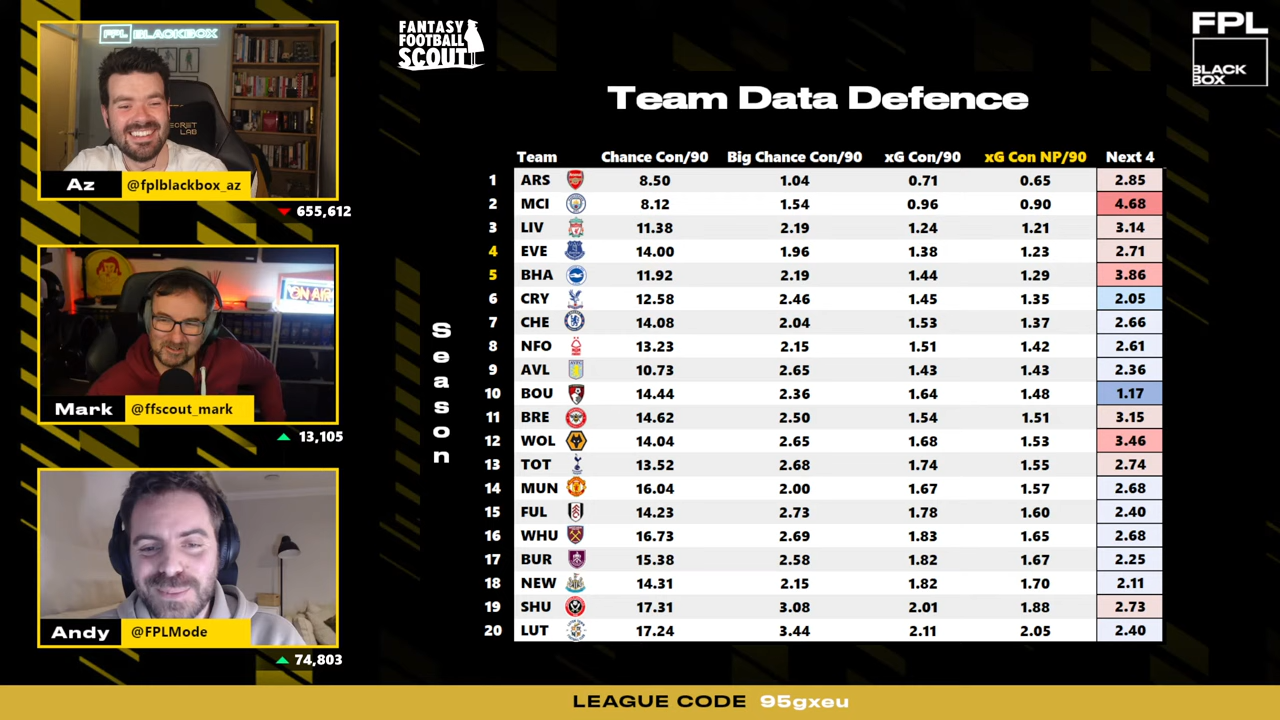 FPL BLACKBOX
SECRET LAB
Az @fplblackbox_az
655,612
ON AIR
Mark @ffscout_mark
13,105
Andy @FPLMode
74,803
FANTASY
FOOTBALL
SCOUT
FPL
BLACK
BOX
Team Data Defence
Season
Team Chance Con/90 Big Chance Con/90 xG Con/90 xG Con NP/90 Next 4
1 ARS 8.50 1.04 0.71 0.65 2.85
2 MCI 8.12 1.54 0.96 0.90 4.68
3 LIV 11.38 2.19 1.24 1.21 3.14
4 EVE 14.00 1.96 1.38 1.23 2.71
5 BHA 11.92 2.19 1.44 1.29 3.86
6 CRY 12.58 2.46 1.45 1.35 2.05
7 CHE 14.08 2.04 1.53 1.37 2.66
8 NFO 13.23 2.15 1.51 1.42 2.61
9 AVL 10.73 2.65 1.43 1.43 2.36
10 BOU 14.44 2.36 1.64 1.48 1.17
11 BRE 14.62 2.50 1.54 1.51 3.15
12 WOL 14.04 2.65 1.68 1.53 3.46
13 TOT 13.52 2.68 1.74 1.55 2.74
14 MUN 16.04 2.00 1.67 1.57 2.68
15 FUL 14.23 2.73 1.78 1.60 2.40
16 WHU 16.73 2.69 1.83 1.65 2.68
17 BUR 15.38 2.58 1.82 1.67 2.25
18 NEW 14.31 2.15 1.82 1.70 2.11
19 SHU 17.31 3.08 2.01 1.88 2.73
20 LUT 17.24 3.44 2.11 2.05 2.40
LEAGUE CODE 95gxeu